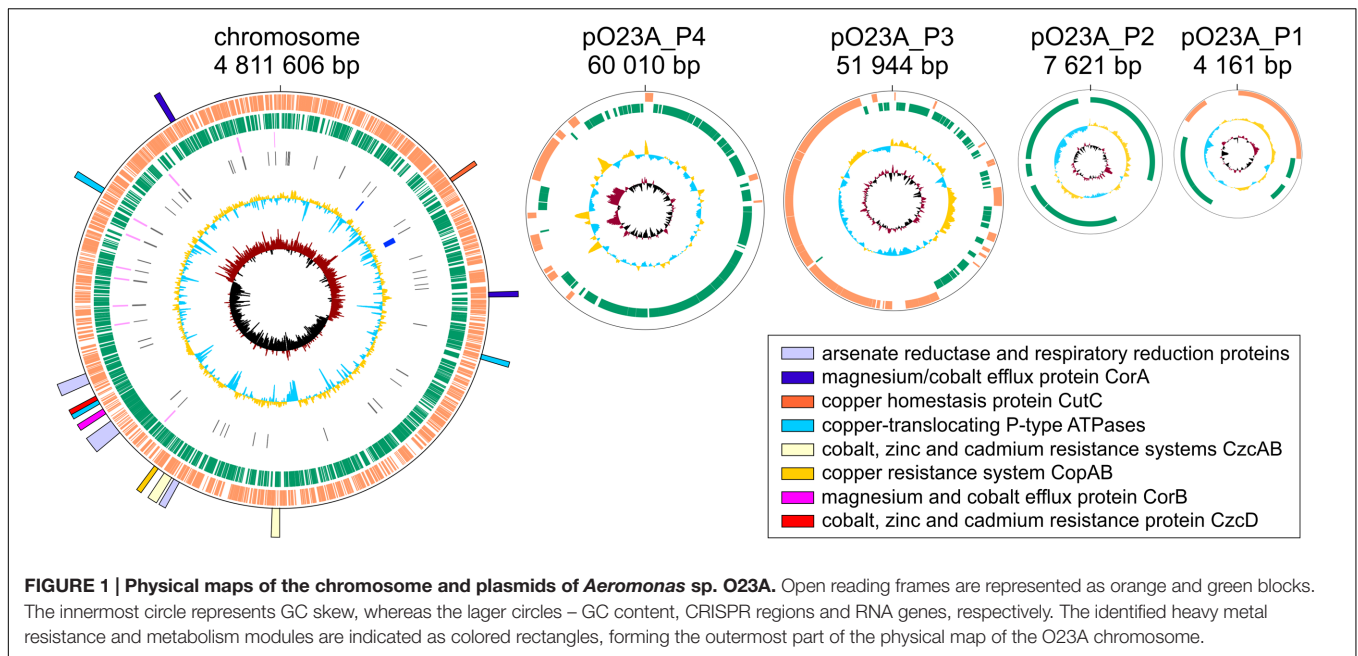 chromosome
4 811 606 bp
pO23A_P4
60 010 bp
pO23A_P3
51 944 bp
pO23A_P2
7 621 bp
pO23A_P1
4 161 bp
arsenate reductase and respiratory reduction proteins
magnesium/cobalt efflux protein CorA
copper homestasis protein CutC
copper-translocating P-type ATPases
cobalt, zinc and cadmium resistance systems CzcAB
copper resistance system CopAB
magnesium and cobalt efflux protein CorB
cobalt, zinc and cadmium resistance protein CzcD
FIGURE 1 | Physical maps of the chromosome and plasmids of Aeromonas sp. O23A. Open reading frames are represented as orange and green blocks.
The innermost circle represents GC skew, whereas the lager circles – GC content, CRISPR regions and RNA genes, respectively. The identified heavy metal
resistance and metabolism modules are indicated as colored rectangles, forming the outermost part of the physical map of the O23A chromosome.